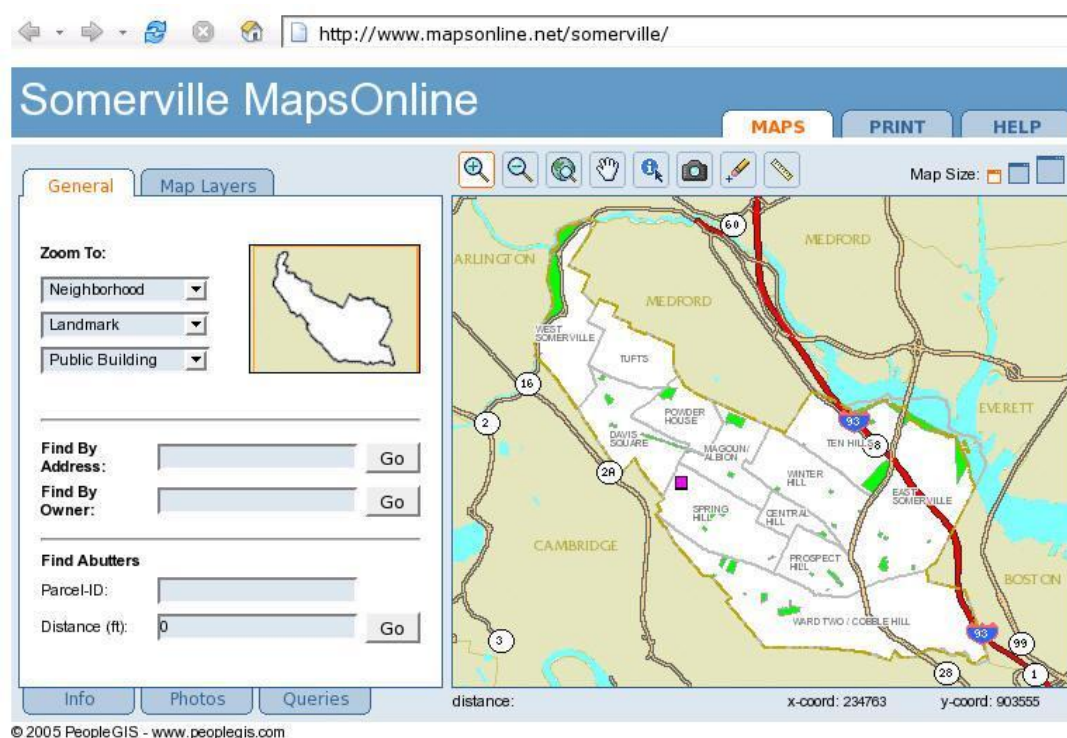 http://www.mapsonline.net/somerville/
Somerville MapsOnline
MAPS
PRINT
HELP
General
Map Layers
Map Size:
Zoom To:
Neighborhood
Landmark
Public Building
Find By
Address:
Go
Find By
Owner:
Go
Find Abutters
Parcel-ID:
Distance (ft):
0
Go
Info
Photos
Queries
60
MEDFORD
ARLINGTON
MEDFORD
WEST
SOMERVILLE
TUFTS
16
2
EVERETT
POWDER
HOUSE
93
DAVIS
SQUARE
TEN HILLS
MAGOUN/
ALBION
2A
WINTER
HILL
EAST
SOMERVILLE
SPRING
HILL
CENTRAL
HILL
CAMBRIDGE
PROSPECT
HILL
BOSTON
WARD TWO / COBBLE HILL
93
3
99
28
1
distance:
x-coord: 234763
y-coord: 903555
© 2005 PeopleGIS - www.peoplegis.com